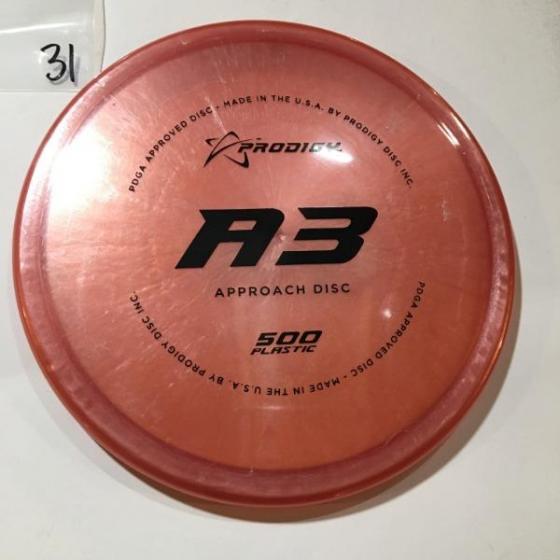 31
PDGA APPROVED DISC - MADE IN THE U.S.A. BY PRODIGY DISC INC.
PRODIGY
A3
APPROACH DISC
500
PLASTIC
PDGA APPROVED DISC - MADE IN THE U.S.A. BY PRODIGY DISC INC.